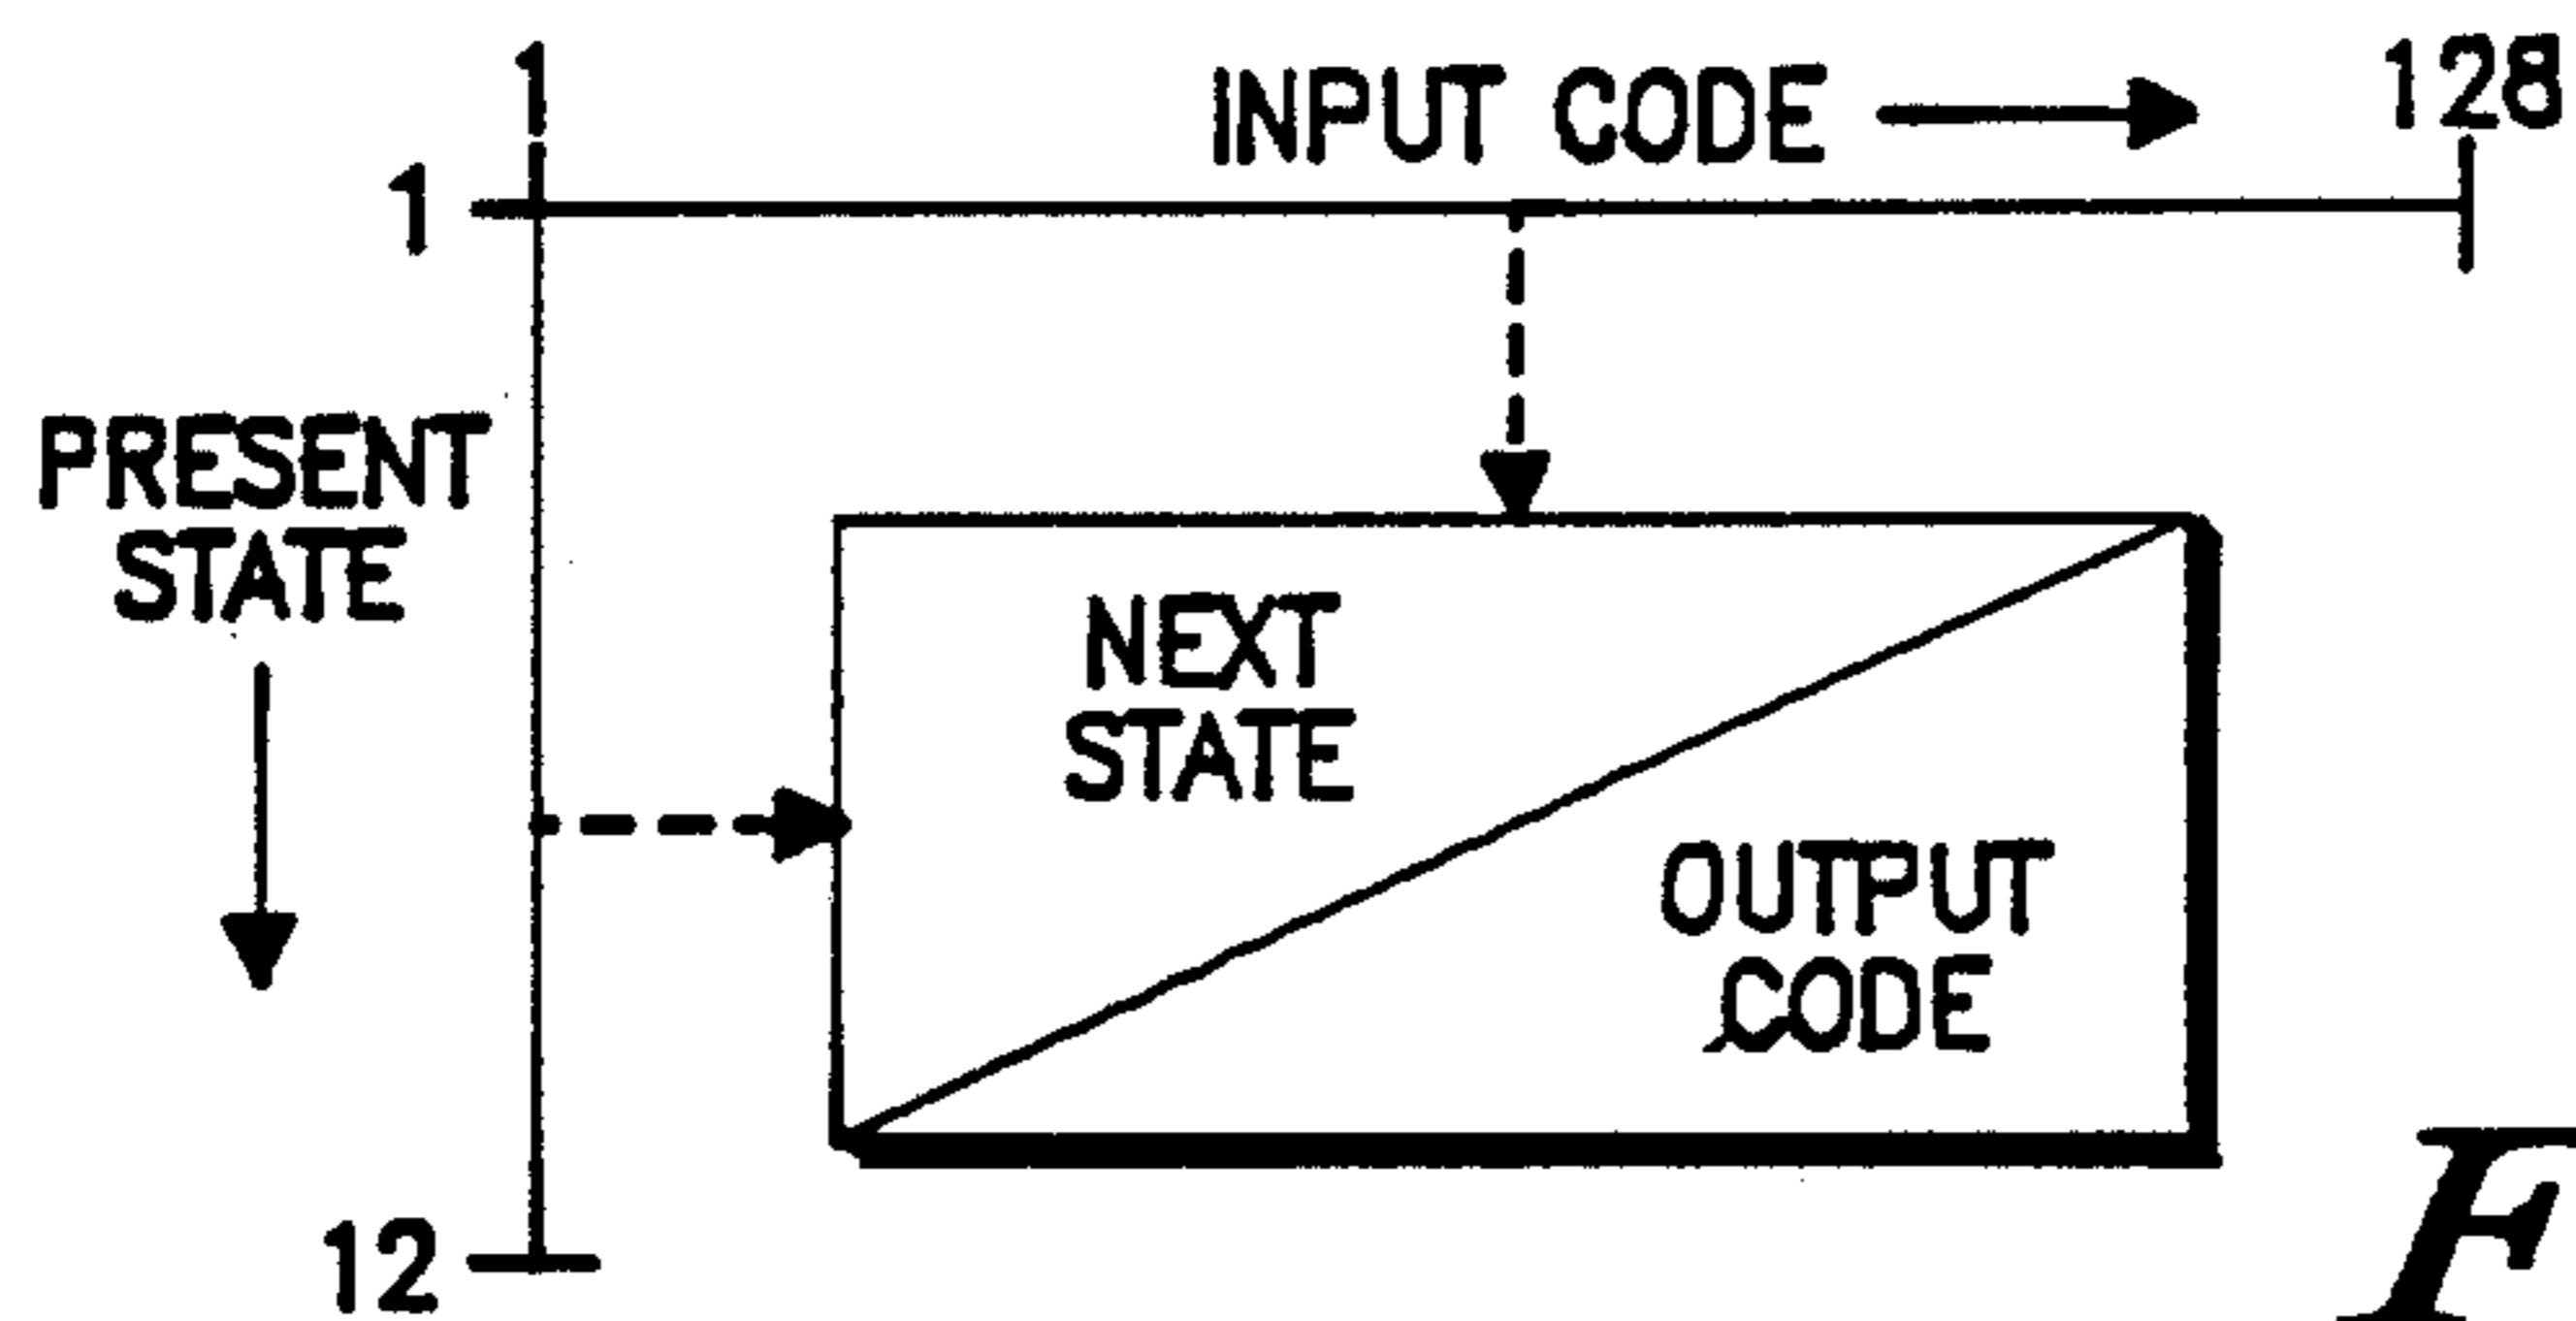 1
INPUT CODE
128
1
PRESENT
STATE
NEXT
STATE
OUTPUT
CODE
12
F